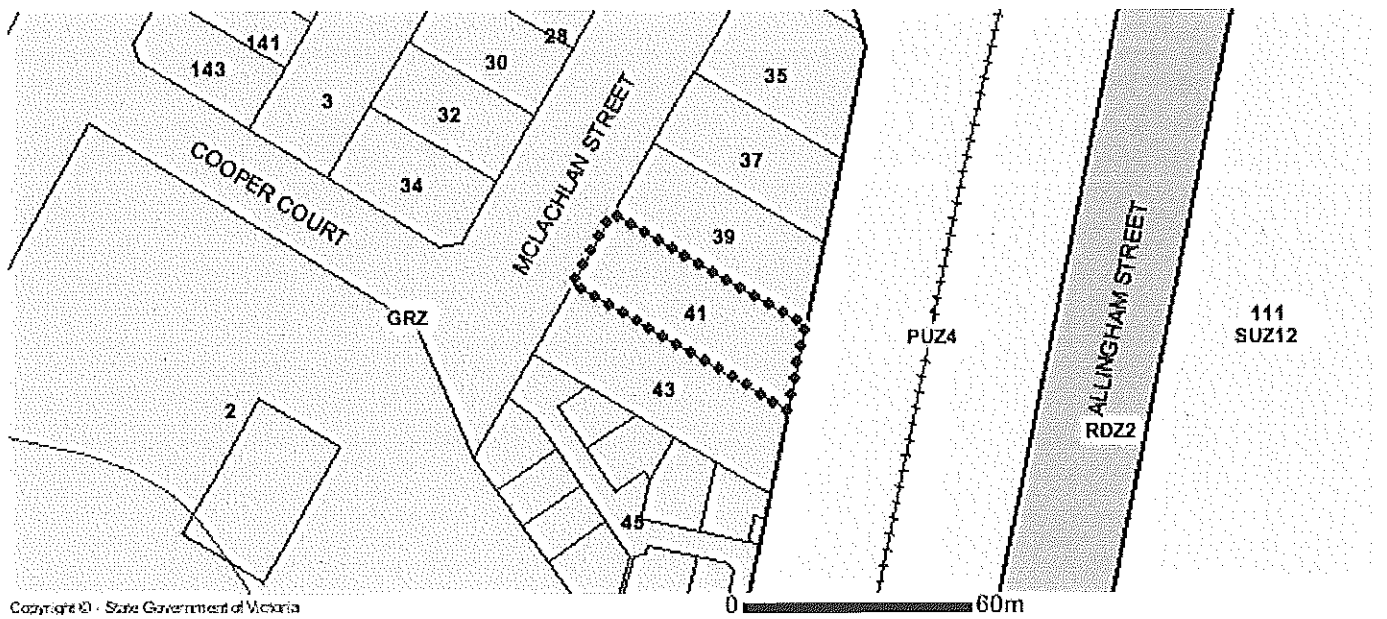 141
143
3
28
30
32
34
COOPER COURT
MCLACHLAN STREET
35
37
39
41
43
45
2
GRZ
PUZ4
ALLINGHAM STREET
RDZ2
111
SUZ12
Copyright © - State Government of Victoria
0 60m